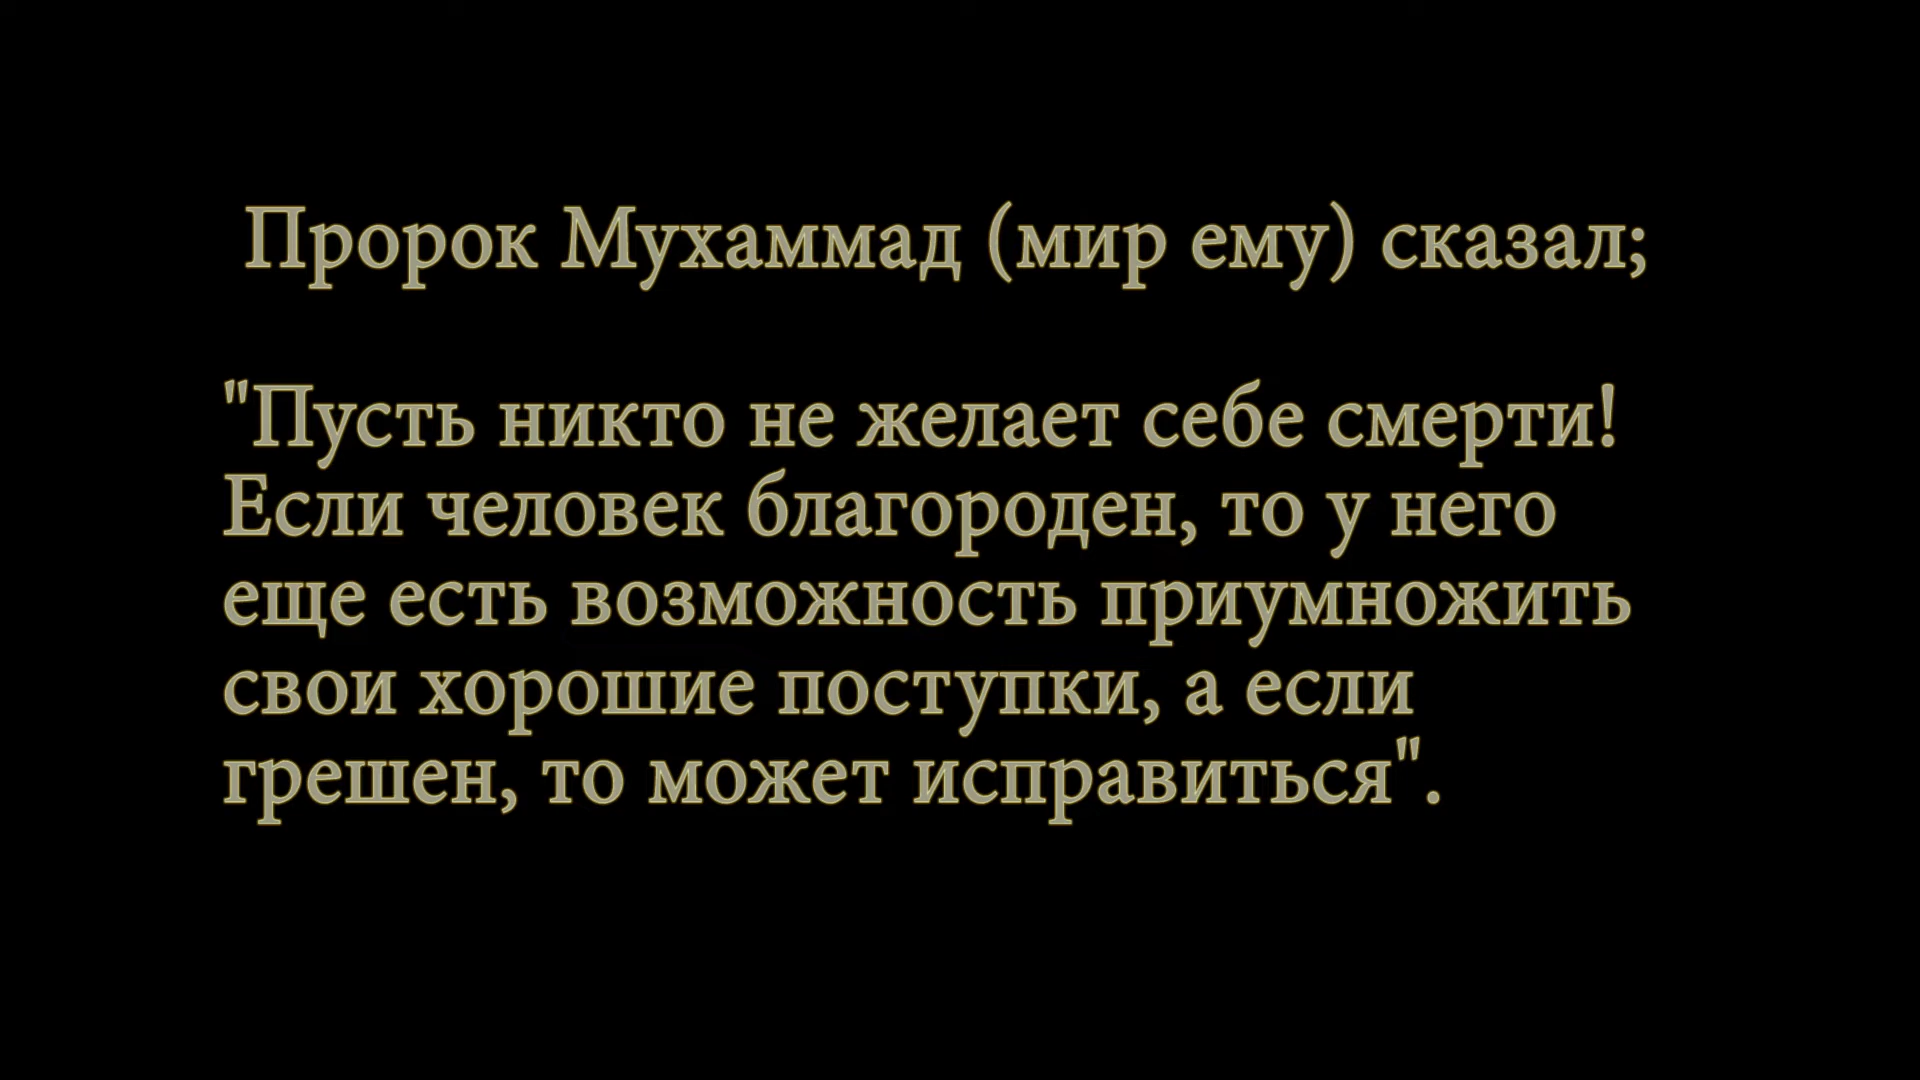 Пророк Мухаммад (мир ему) сказал;
"Пусть никто не желает себе смерти!
Если человек благороден, то у него
еще есть возможность приумножить
свои хорошие поступки, а если
грешен, то может исправиться".